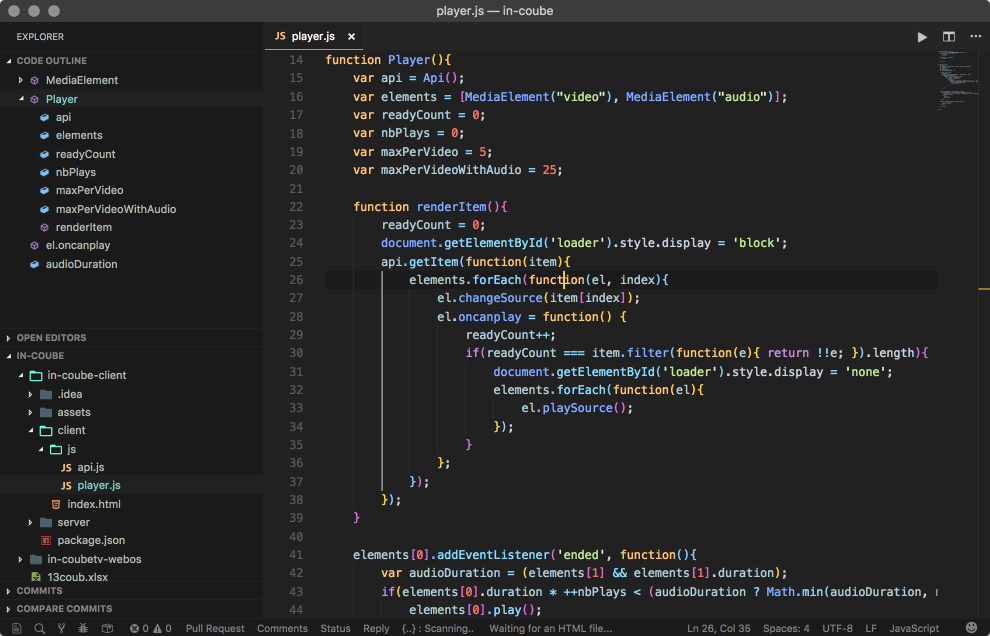 player.js — in-coube
EXPLORER
CODE OUTLINE
MediaElement
Player
api
elements
readyCount
nbPlays
maxPerVideo
maxPerVideoWithAudio
renderItem
el.oncanplay
audioDuration
OPEN EDITORS
IN-COUBE
in-coube-client
.idea
assets
client
js
JS api.js
JS player.js
index.html
server
package.json
in-coubetv-webos
13coub.xlsx
COMMITS
COMPARE COMMITS
JS player.js ×
14 function Player(){
15 var api = Api();
16 var elements = [MediaElement("video"), MediaElement("audio")];
17 var readyCount = 0;
18 var nbPlays = 0;
19 var maxPerVideo = 5;
20 var maxPerVideoWithAudio = 25;
21
22 function renderItem(){
23 readyCount = 0;
24 document.getElementById('loader').style.display = 'block';
25 api.getItem(function(item){
26 elements.forEach(function(el, index){
27 el.changeSource(item[index]);
28 el.oncanplay = function() {
29 readyCount++;
30 if(readyCount === item.filter(function(e){ return !!e; }).length){
31 document.getElementById('loader').style.display = 'none';
32 elements.forEach(function(el){
33 el.playSource();
34 });
35 }
36 };
37 });
38 });
39 }
40
41 elements[0].addEventListener('ended', function(){
42 var audioDuration = (elements[1] && elements[1].duration);
43 if(elements[0].duration * ++nbPlays < (audioDuration ? Math.min(audioDuration,
44 elements[0].play();
0 0 Pull Request Comments Status Reply {..} : Scanning.. Waiting for an HTML file... Ln 26, Col 35 Spaces: 4 UTF-8 LF JavaScript